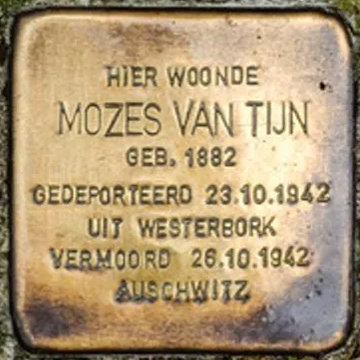 HIER WOONDE
MOZES VAN TIJN
GEB. 1882
GEDEPORTEERD 23.10.1942
UIT WESTERBORK
VERMOORD 26.10.1942
AUSCHWITZ